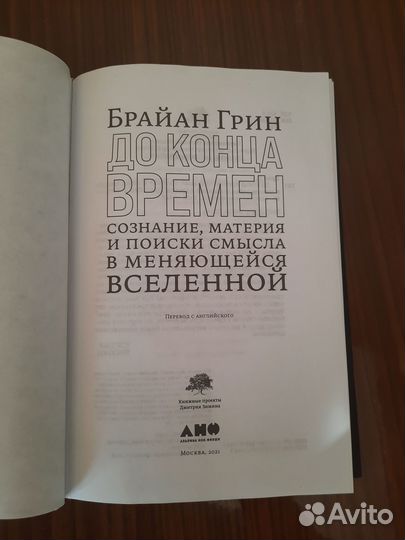 Брайан Грин
ДО КОНЦА
ВРЕМЕН
СОЗНАНИЕ, МАТЕРИЯ
И ПОИСКИ СМЫСЛА
В МЕНЯЮЩЕЙСЯ
ВСЕЛЕННОЙ
Перевод с английского
Книжные проекты
Дмитрия Зимина
АНФ
АЛЬПИНА НОН-ФИКШН
Москва, 2021
Avito